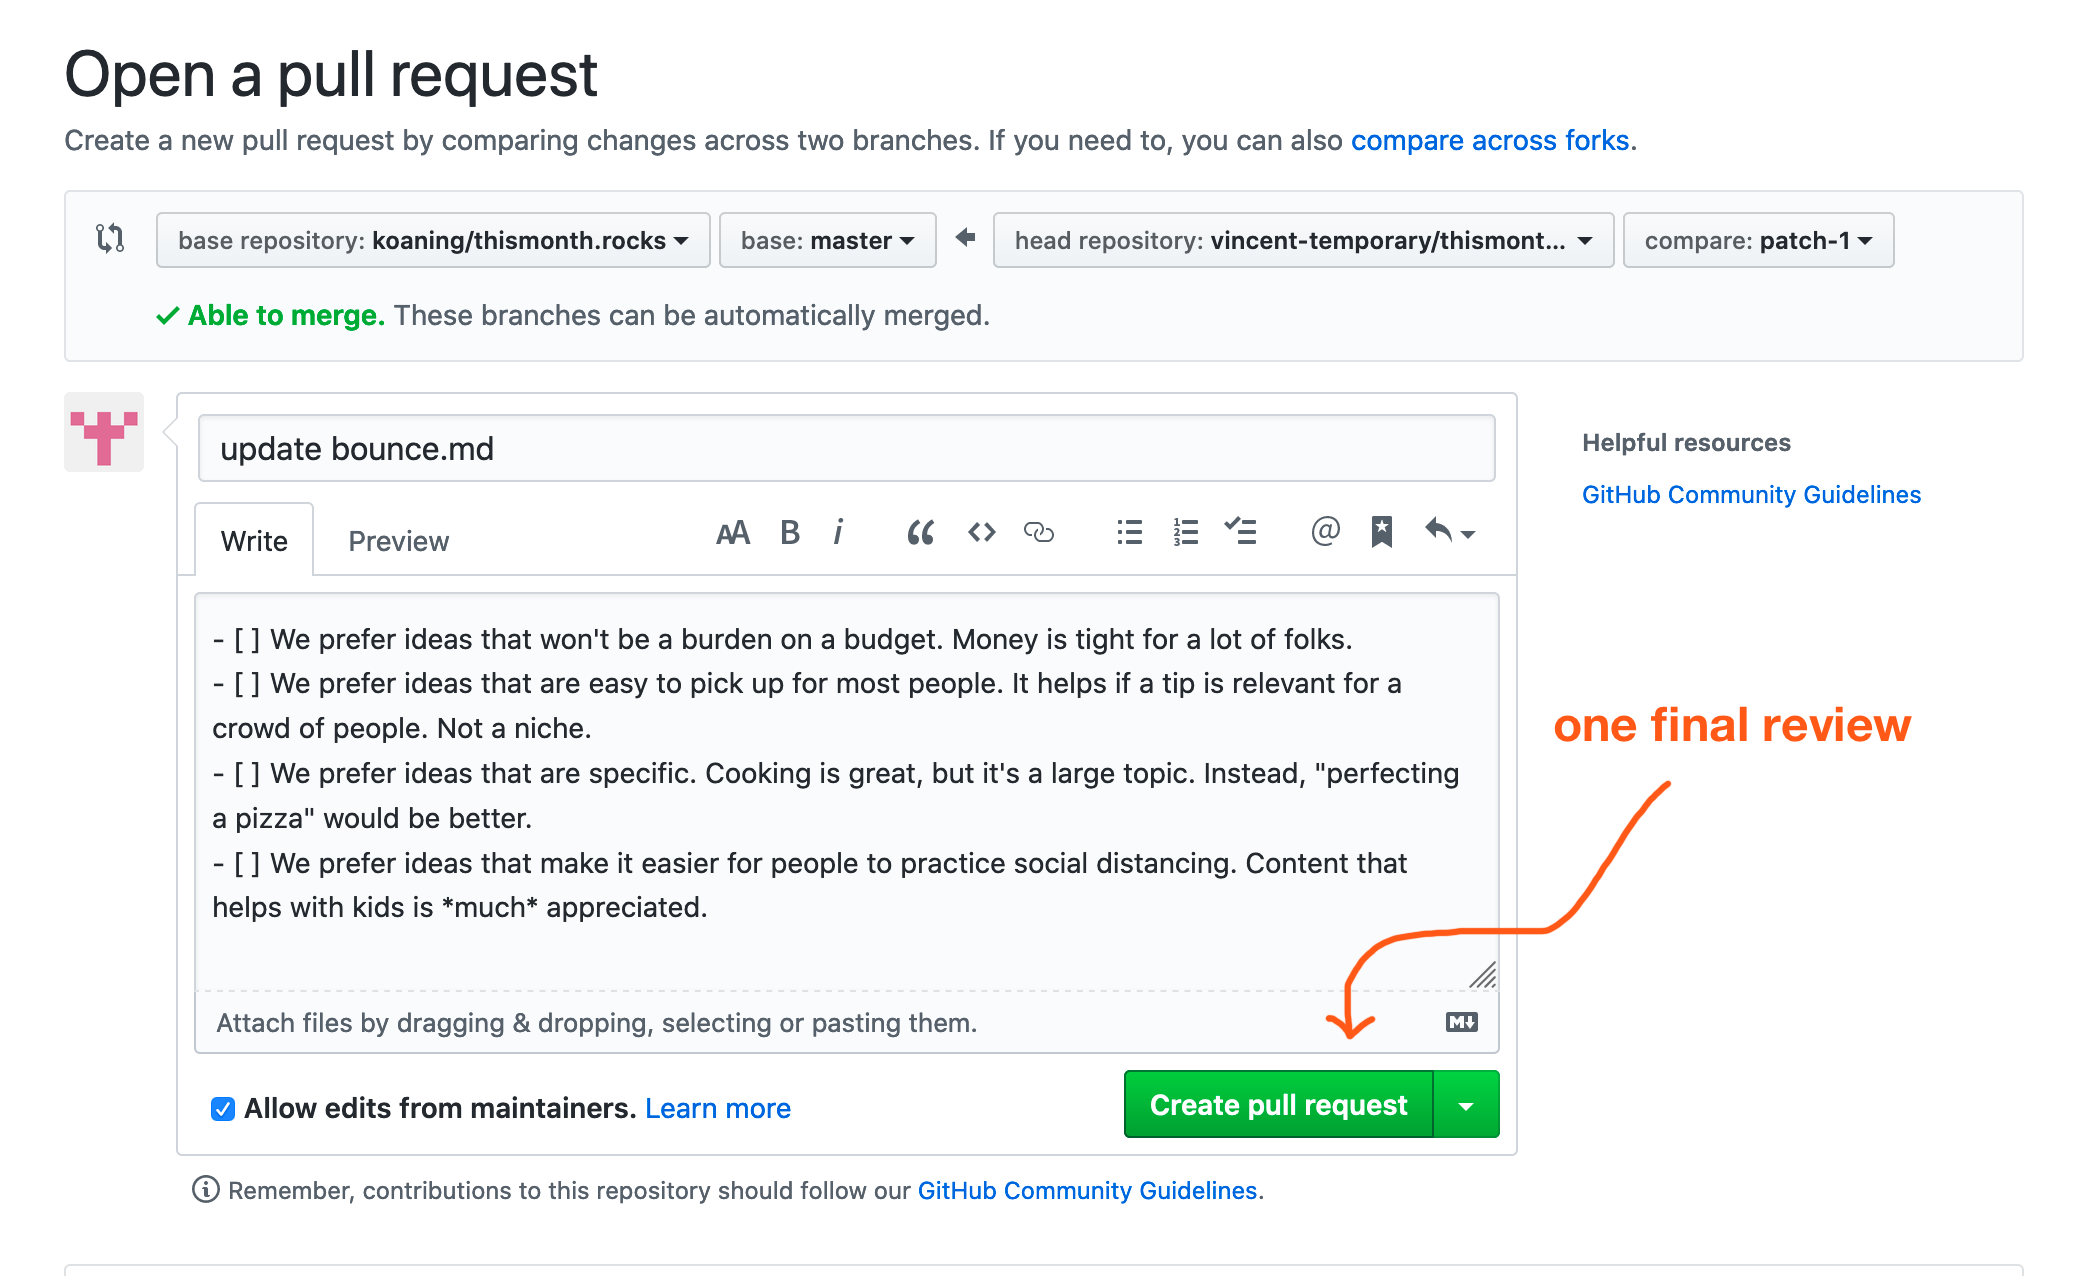 Open a pull request
Create a new pull request by comparing changes across two branches. If you need to, you can also compare across forks.
base repository: koaning/thismonth.rocks
base: master
head repository: vincent-temporary/thismont...
compare: patch-1
Able to merge. These branches can be automatically merged.
update bounce.md
Helpful resources
GitHub Community Guidelines
Write
Preview
AA B i
- [ ] We prefer ideas that won't be a burden on a budget. Money is tight for a lot of folks.
- [ ] We prefer ideas that are easy to pick up for most people. It helps if a tip is relevant for a
crowd of people. Not a niche.
- [ ] We prefer ideas that are specific. Cooking is great, but it's a large topic. Instead, "perfecting
a pizza" would be better.
- [ ] We prefer ideas that make it easier for people to practice social distancing. Content that
helps with kids is *much* appreciated.
one final review
Attach files by dragging & dropping, selecting or pasting them.
M
Allow edits from maintainers. Learn more
Create pull request
Remember, contributions to this repository should follow our GitHub Community Guidelines.